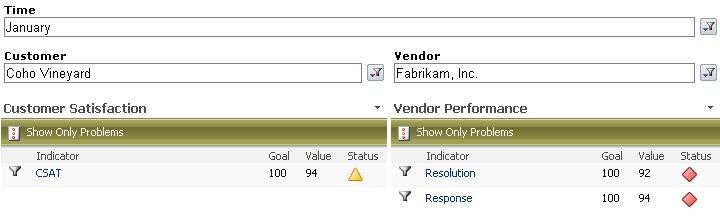 Time
January
Customer Vendor
Coho Vineyard Fabrikam, Inc.
Customer Satisfaction Vendor Performance
Show Only Problems Show Only Problems
Indicator Goal Value Status Indicator Goal Value Status
CSAT 100 94 Resolution 100 92
Response 100 94